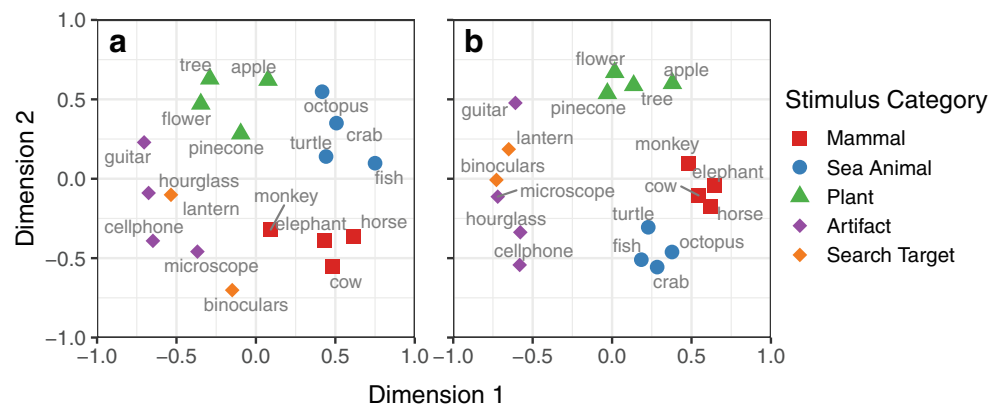 a
b
tree
apple
flower
pinecone
octopus
crab
turtle
fish
guitar
hourglass
lantern
cellphone
microscope
binoculars
monkey
elephant
horse
cow
flower
apple
tree
pinecone
guitar
lantern
binoculars
microscope
hourglass
cellphone
monkey
elephant
cow
horse
turtle
fish
octopus
crab
1.0
0.5
0.0
−0.5
−1.0
−1.0
−0.5
0.0
0.5
1.0
−1.0
−0.5
0.0
0.5
1.0
Dimension 2
Dimension 1
Stimulus Category
Mammal
Sea Animal
Plant
Artifact
Search Target